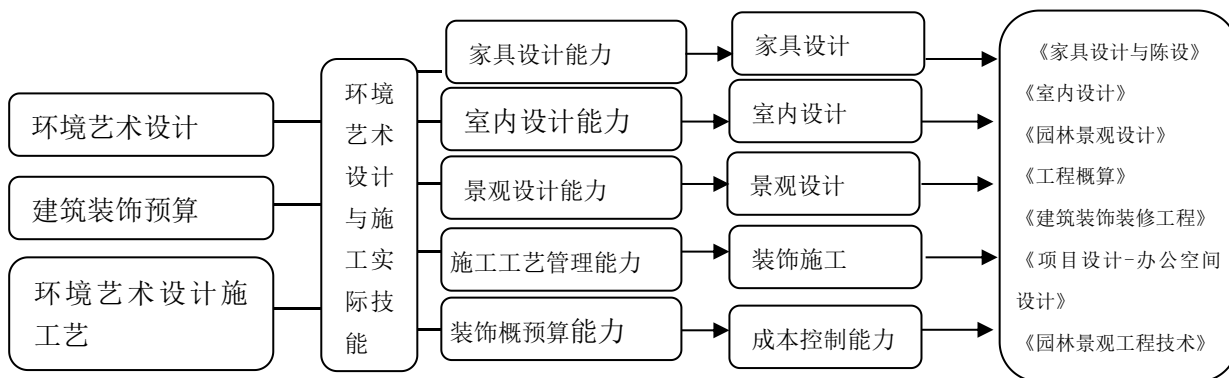 环境艺术设计
建筑装饰预算
环境艺术设计施
工艺
环境
艺术
设计
与施
工实
际技
能
家具设计能力
室内设计能力
景观设计能力
施工工艺管理能力
装饰概预算能力
家具设计
室内设计
景观设计
装饰施工
成本控制能力
《家具设计与陈设》
《室内设计》
《园林景观设计》
《工程概算》
《建筑装饰装修工程》
《项目设计-办公空间
设计》
《园林景观工程技术》